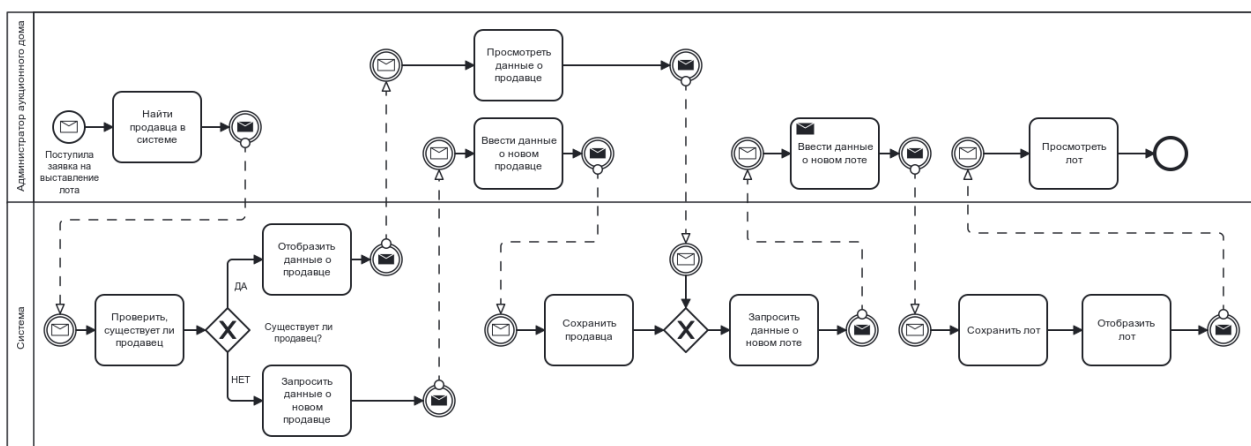 Администратор аукционного дома
Поступила
заявка на
выставление
лота
Найти
продавца в
системе
Просмотреть
данные о
продавце
Ввести данные
о новом
продавце
Ввести данные
о новом лоте
Просмотреть
лот
Система
Проверить,
существует ли
продавец
ДА
НЕТ
Существует ли
продавец?
Отобразить
данные о
продавце
Запросить
данные о
новом
продавце
Сохранить
продавца
Запросить
данные о
новом лоте
Сохранить лот
Отобразить
лот